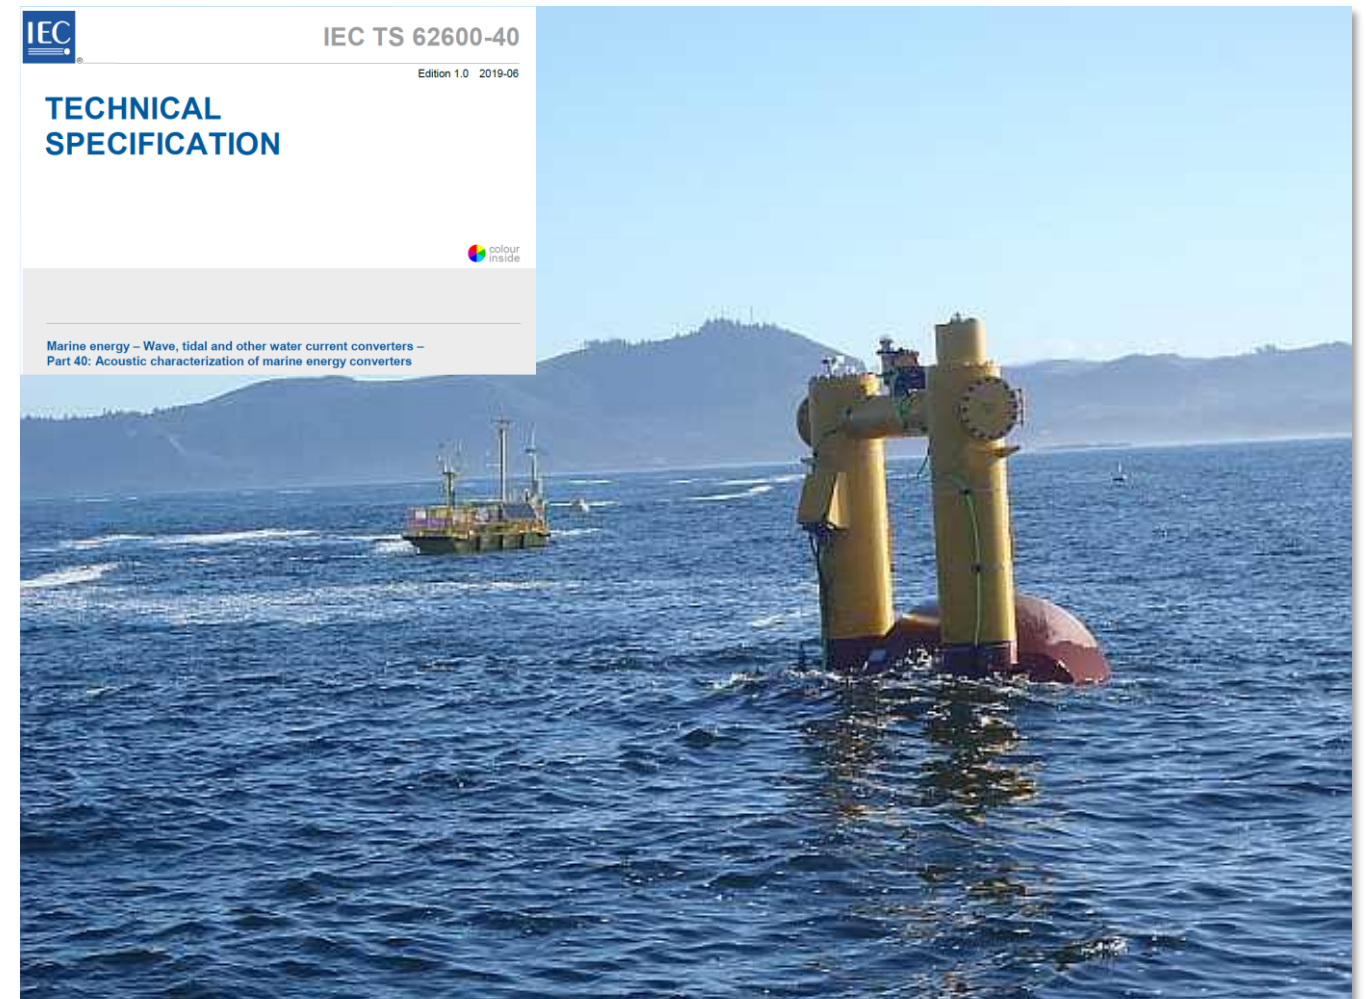 IEC
®
IEC TS 62600-40
Edition 1.0 2019-06
TECHNICAL
SPECIFICATION
colour
inside
Marine energy – Wave, tidal and other water current converters –
Part 40: Acoustic characterization of marine energy converters